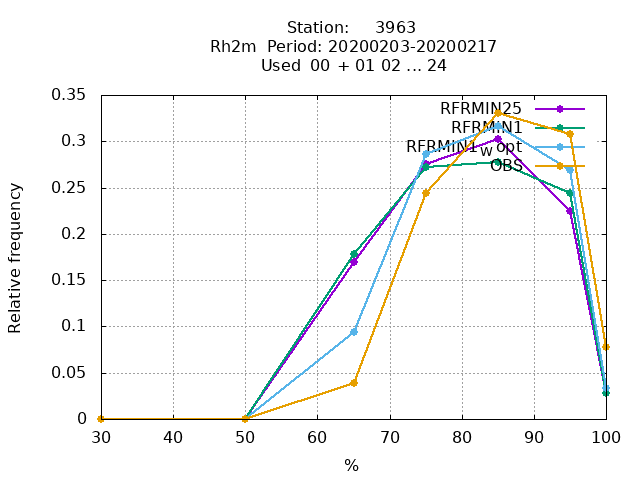 Station: 3963
Rh2m Period: 20200203-20200217
Used 00 + 01 02 ... 24
RFRMIN25
RFRMIN1
RFRMIN1wopt
OBS
Relative frequency
0.35
0.3
0.25
0.2
0.15
0.1
0.05
0
30 40 50 60 70 80 90 100
%